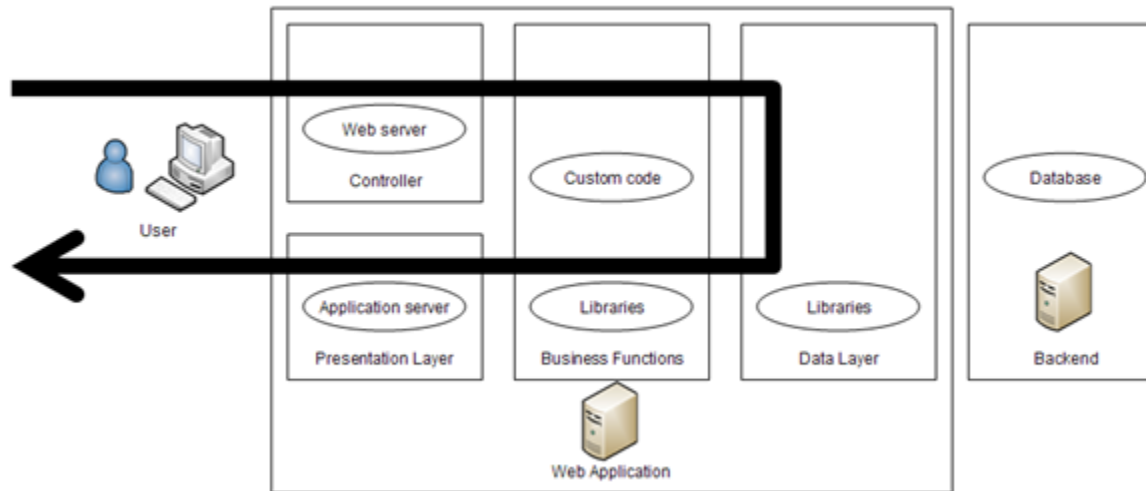 Web server
Controller
Custom code
Database
User
Application server
Libraries
Libraries
Presentation Layer
Business Functions
Data Layer
Backend
Web Application